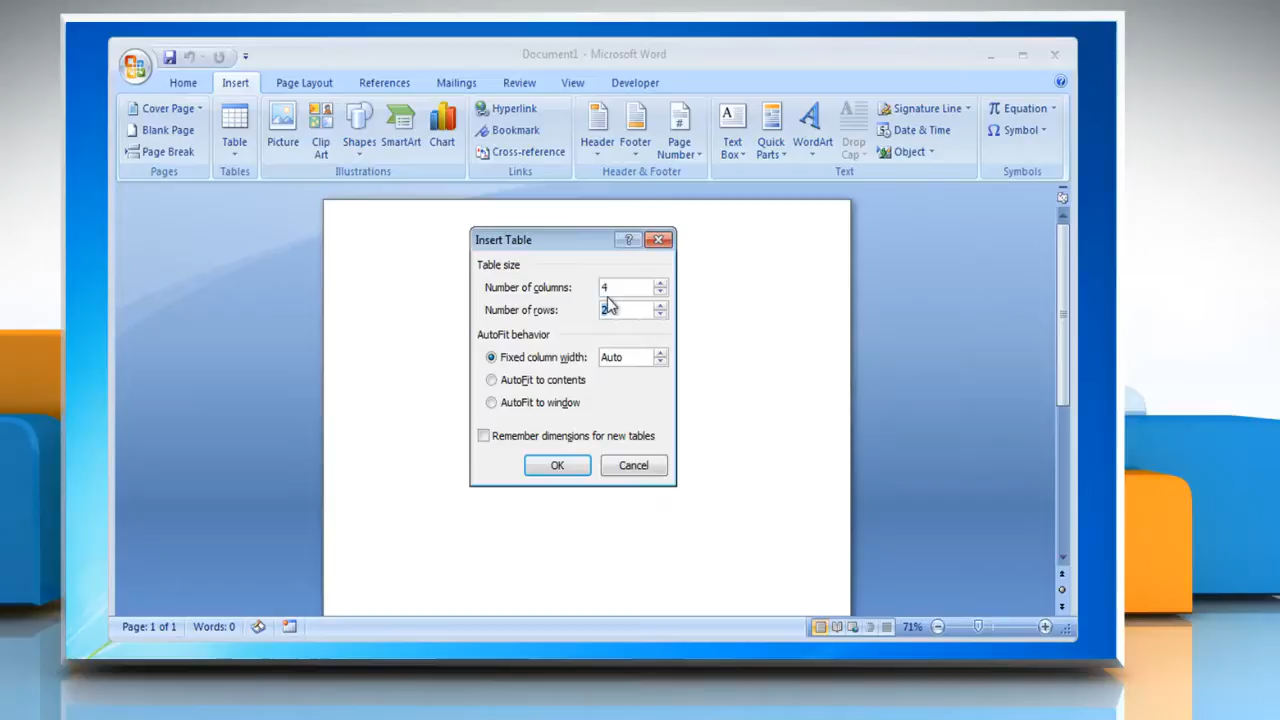 Document1 - Microsoft Word
Home Insert Page Layout References Mailings Review View Developer
Cover Page
Blank Page
Page Break
Pages
Table
Tables
Picture
Clip Art
Shapes
SmartArt
Chart
Illustrations
Hyperlink
Bookmark
Cross-reference
Links
Header
Footer
Page Number
Header & Footer
Text Box
Quick Parts
WordArt
Drop Cap
Signature Line
Date & Time
Object
Text
Equation
Symbol
Symbols
Insert Table
Table size
Number of columns: 4
Number of rows: 2
AutoFit behavior
Fixed column width: Auto
AutoFit to contents
AutoFit to window
Remember dimensions for new tables
OK Cancel
Page: 1 of 1 Words: 0 71%